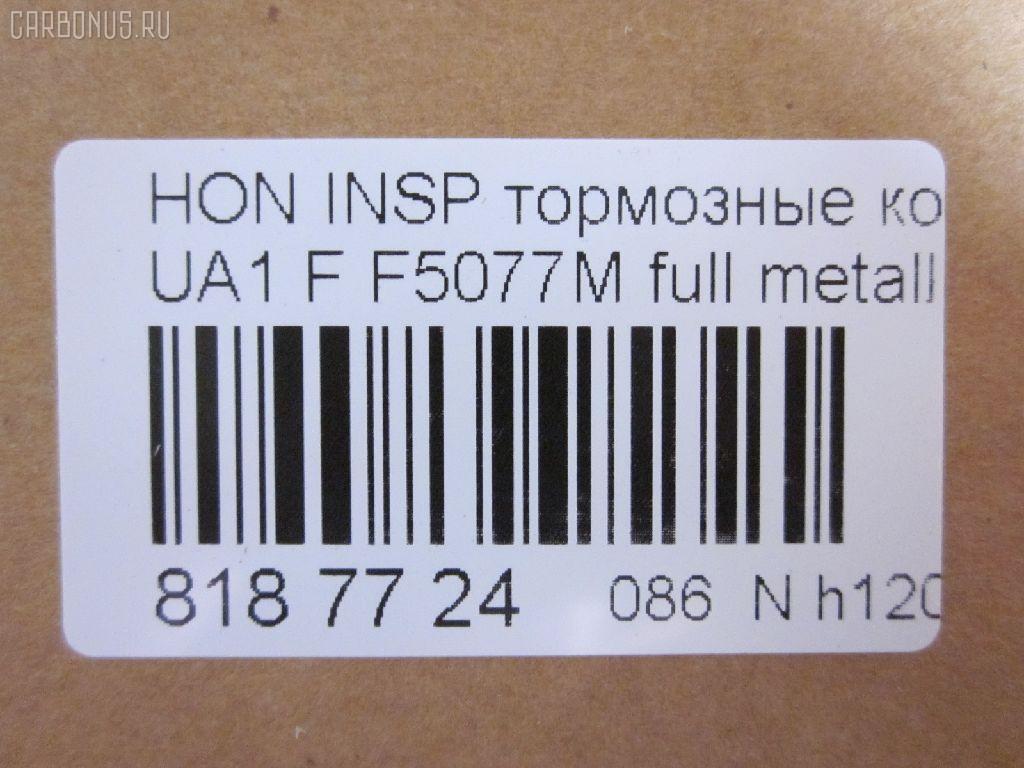 CARBONUS.RU
HON INSP тормозные ко
UA1 F F5077M full metall
818 77 24 086 N h120